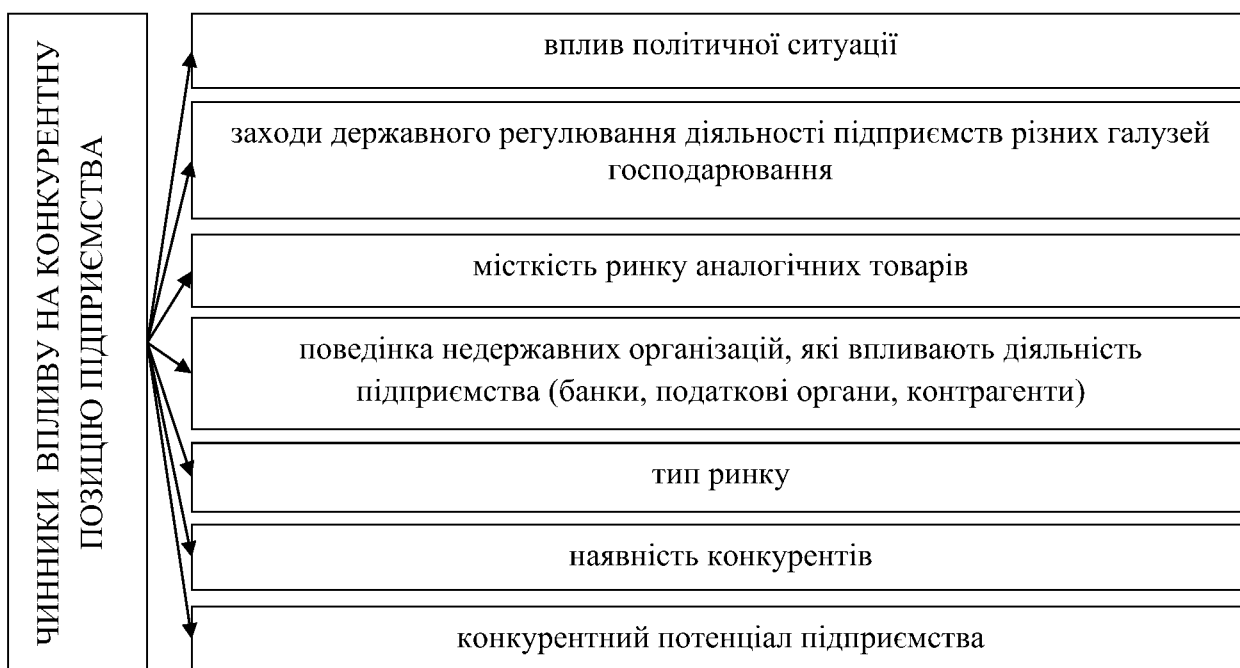 ЧИННИКИ ВПЛИВУ НА КОНКУРЕНТНУ
ПОЗИЦІЮ ПІДПРИЄМСТВА
вплив політичної ситуації
заходи державного регулювання діяльності підприємств різних галузей
господарювання
місткість ринку аналогічних товарів
поведінка недержавних організацій, які впливають діяльність
підприємства (банки, податкові органи, контрагенти)
тип ринку
наявність конкурентів
конкурентний потенціал підприємства